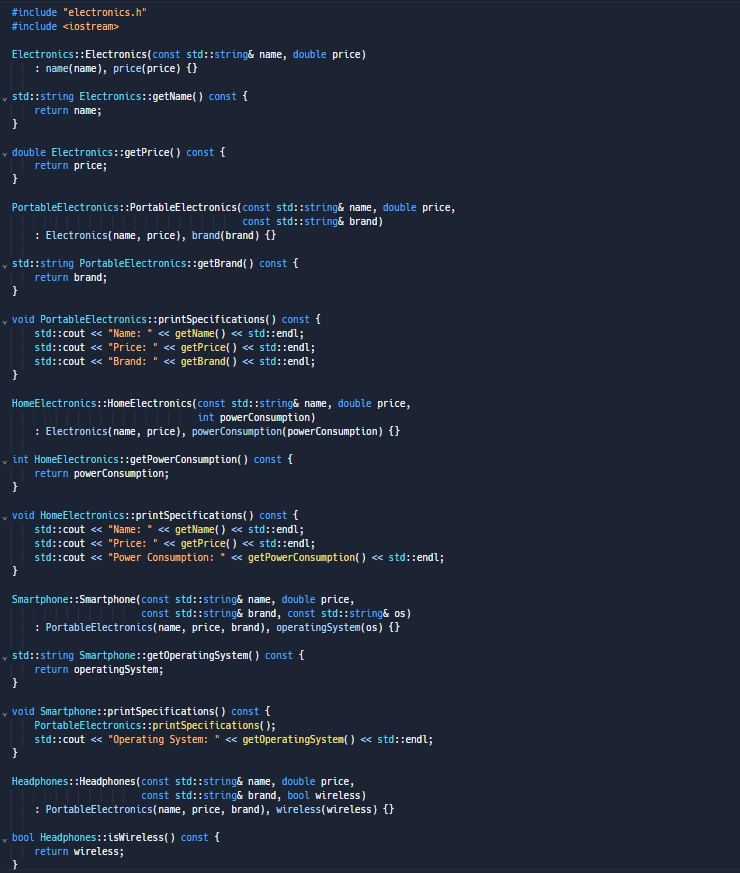 #include "electronics.h"
#include <iostream>

Electronics::Electronics(const std::string& name, double price)
    : name(name), price(price) {}

std::string Electronics::getName() const {
    return name;
}

double Electronics::getPrice() const {
    return price;
}

PortableElectronics::PortableElectronics(const std::string& name, double price,
                                         const std::string& brand)
    : Electronics(name, price), brand(brand) {}

std::string PortableElectronics::getBrand() const {
    return brand;
}

void PortableElectronics::printSpecifications() const {
    std::cout << "Name: " << getName() << std::endl;
    std::cout << "Price: " << getPrice() << std::endl;
    std::cout << "Brand: " << getBrand() << std::endl;
}

HomeElectronics::HomeElectronics(const std::string& name, double price,
                                 int powerConsumption)
    : Electronics(name, price), powerConsumption(powerConsumption) {}

int HomeElectronics::getPowerConsumption() const {
    return powerConsumption;
}

void HomeElectronics::printSpecifications() const {
    std::cout << "Name: " << getName() << std::endl;
    std::cout << "Price: " << getPrice() << std::endl;
    std::cout << "Power Consumption: " << getPowerConsumption() << std::endl;
}

Smartphone::Smartphone(const std::string& name, double price,
                       const std::string& brand, const std::string& os)
    : PortableElectronics(name, price, brand), operatingSystem(os) {}

std::string Smartphone::getOperatingSystem() const {
    return operatingSystem;
}

void Smartphone::printSpecifications() const {
    PortableElectronics::printSpecifications();
    std::cout << "Operating System: " << getOperatingSystem() << std::endl;
}

Headphones::Headphones(const std::string& name, double price,
                       const std::string& brand, bool wireless)
    : PortableElectronics(name, price, brand), wireless(wireless) {}

bool Headphones::isWireless() const {
    return wireless;
}